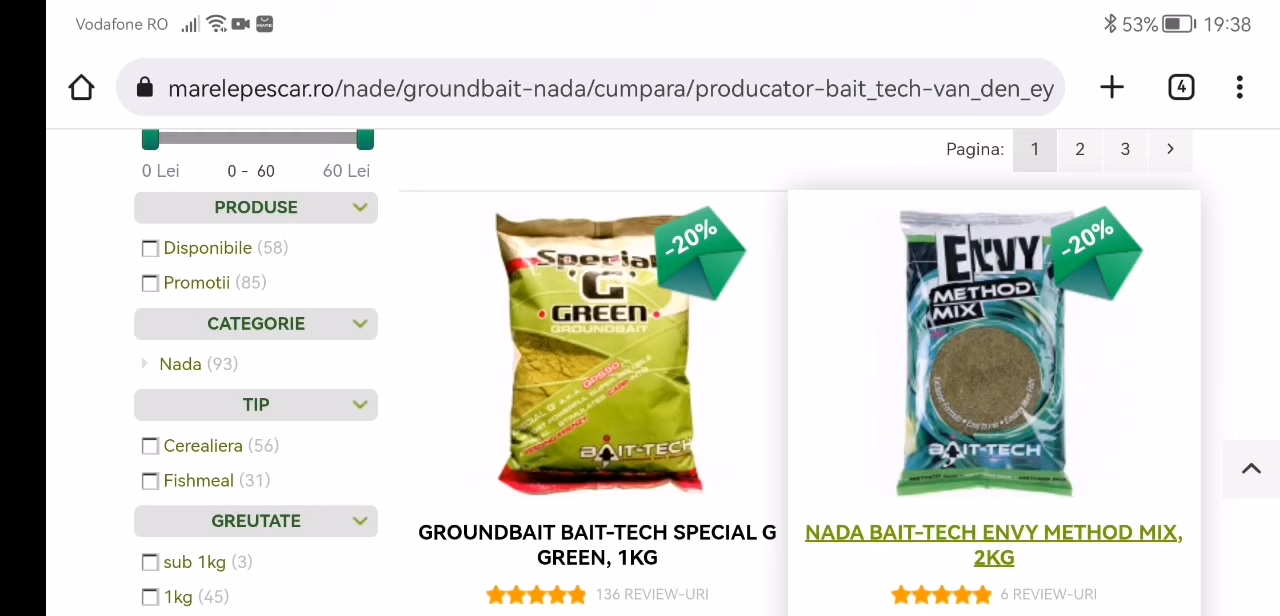 Vodafone RO
53% 19:38
marelepescar.ro/nade/groundbait-nada/cumpara/producator-bait_tech-van_den_ey
4
0 Lei 0 - 60 60 Lei
PRODUSE
Disponibile (58)
Promotii (85)
CATEGORIE
Nada (93)
TIP
Cerealiera (56)
Fishmeal (31)
GREUTATE
sub 1kg (3)
1kg (45)
Pagina: 1 2 3 >
-20%
Special
'G'
GREEN
GROUNDBAIT
BAIT-TECH
GROUNDBAIT BAIT-TECH SPECIAL G
GREEN, 1KG
136 REVIEW-URI
-20%
ENVY
METHOD
MIX
BAIT-TECH
NADA BAIT-TECH ENVY METHOD MIX,
2KG
6 REVIEW-URI